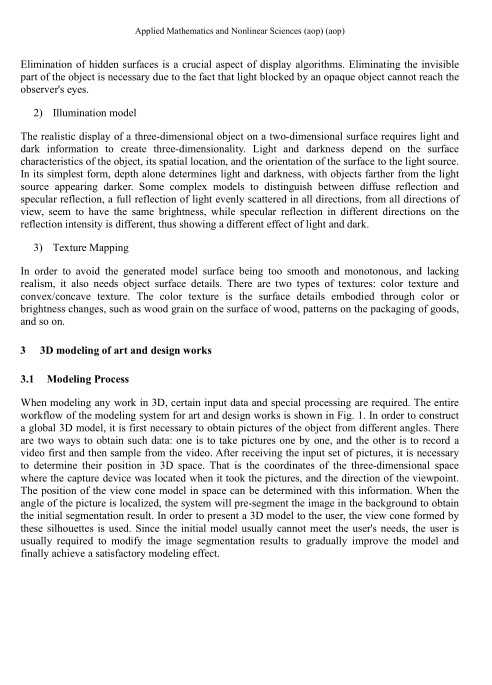 Applied Mathematics and Nonlinear Sciences (aop) (aop)
Elimination of hidden surfaces is a crucial aspect of display algorithms. Eliminating the invisible
part of the object is necessary due to the fact that light blocked by an opaque object cannot reach the
observer's eyes.
2) Illumination model
The realistic display of a three-dimensional object on a two-dimensional surface requires light and
dark information to create three-dimensionality. Light and darkness depend on the surface
characteristics of the object, its spatial location, and the orientation of the surface to the light source.
In its simplest form, depth alone determines light and darkness, with objects farther from the light
source appearing darker. Some complex models to distinguish between diffuse reflection and
specular reflection, a full reflection of light evenly scattered in all directions, from all directions of
view, seem to have the same brightness, while specular reflection in different directions on the
reflection intensity is different, thus showing a different effect of light and dark.
3) Texture Mapping
In order to avoid the generated model surface being too smooth and monotonous, and lacking
realism, it also needs object surface details. There are two types of textures: color texture and
convex/concave texture. The color texture is the surface details embodied through color or
brightness changes, such as wood grain on the surface of wood, patterns on the packaging of goods,
and so on.
3 3D modeling of art and design works
3.1 Modeling Process
When modeling any work in 3D, certain input data and special processing are required. The entire
workflow of the modeling system for art and design works is shown in Fig. 1. In order to construct
a global 3D model, it is first necessary to obtain pictures of the object from different angles. There
are two ways to obtain such data: one is to take pictures one by one, and the other is to record a
video first and then sample from the video. After receiving the input set of pictures, it is necessary
to determine their position in 3D space. That is the coordinates of the three-dimensional space
where the capture device was located when it took the pictures, and the direction of the viewpoint.
The position of the view cone model in space can be determined with this information. When the
angle of the picture is localized, the system will pre-segment the image in the background to obtain
the initial segmentation result. In order to present a 3D model to the user, the view cone formed by
these silhouettes is used. Since the initial model usually cannot meet the user's needs, the user is
usually required to modify the image segmentation results to gradually improve the model and
finally achieve a satisfactory modeling effect.